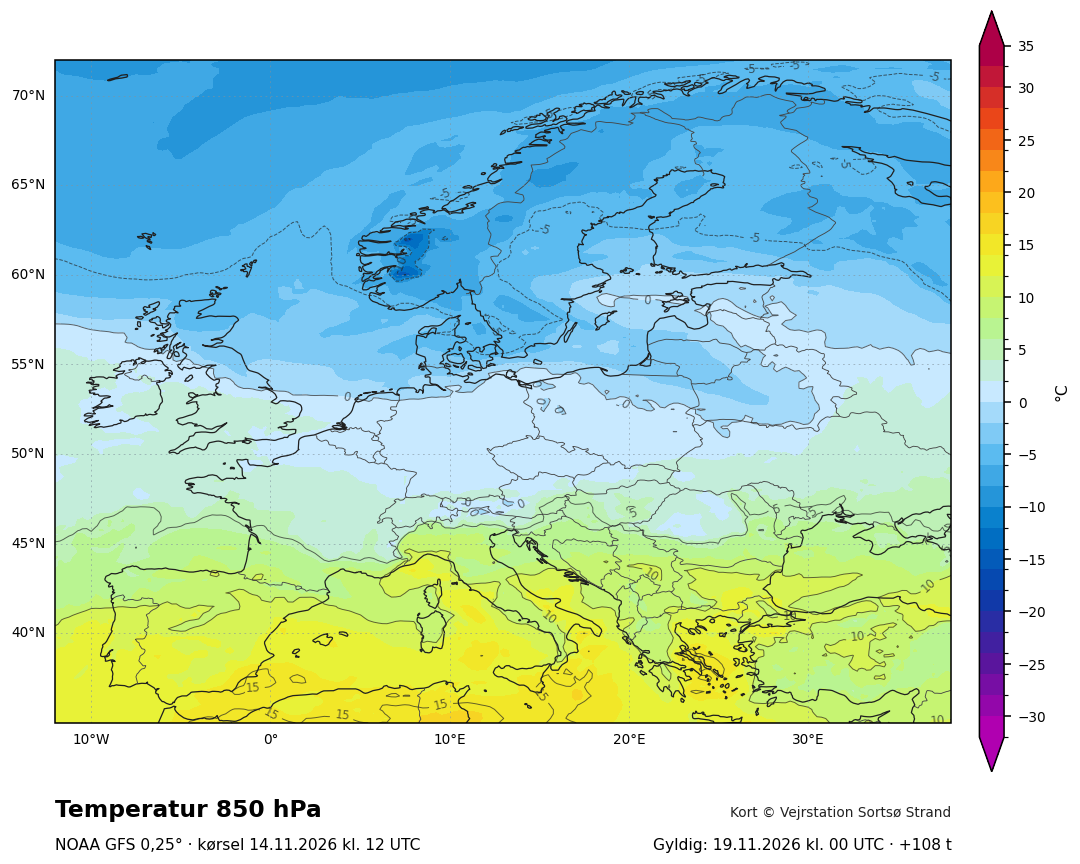 35
30
25
20
15
10
5
0
−5
−10
−15
−20
−25
−30
°C
70°N
65°N
60°N
55°N
50°N
45°N
40°N
10°W
0°
10°E
20°E
30°E
Temperatur 850 hPa
Kort © Vejrstation Sortsø Strand
NOAA GFS 0,25° · kørsel 14.11.2026 kl. 12 UTC
Gyldig: 19.11.2026 kl. 00 UTC · +108 t